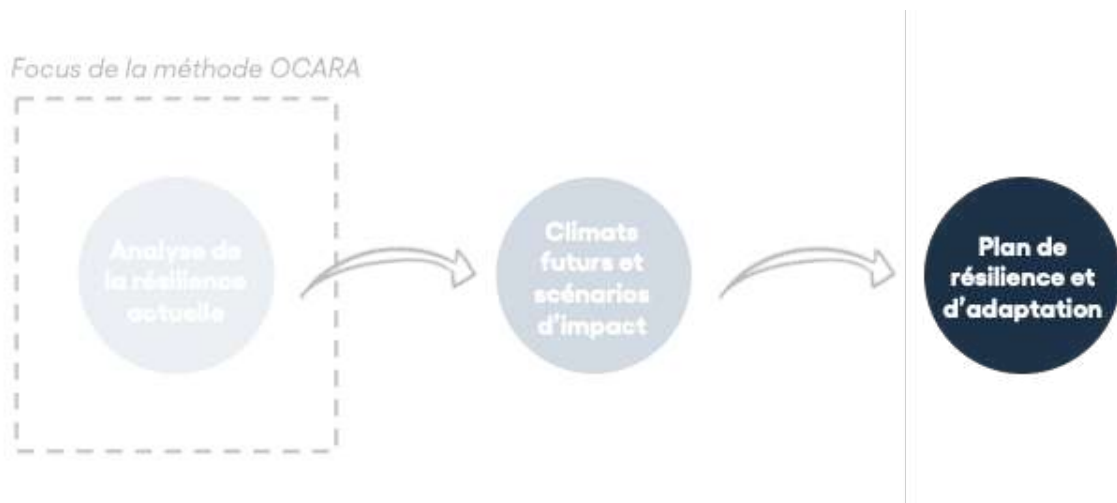 Focus de la méthode OCARA
Analyse de
la résilience
actuelle
Climats
futurs et
scénarios
d'impact
Plan de
résilience et
d'adaptation